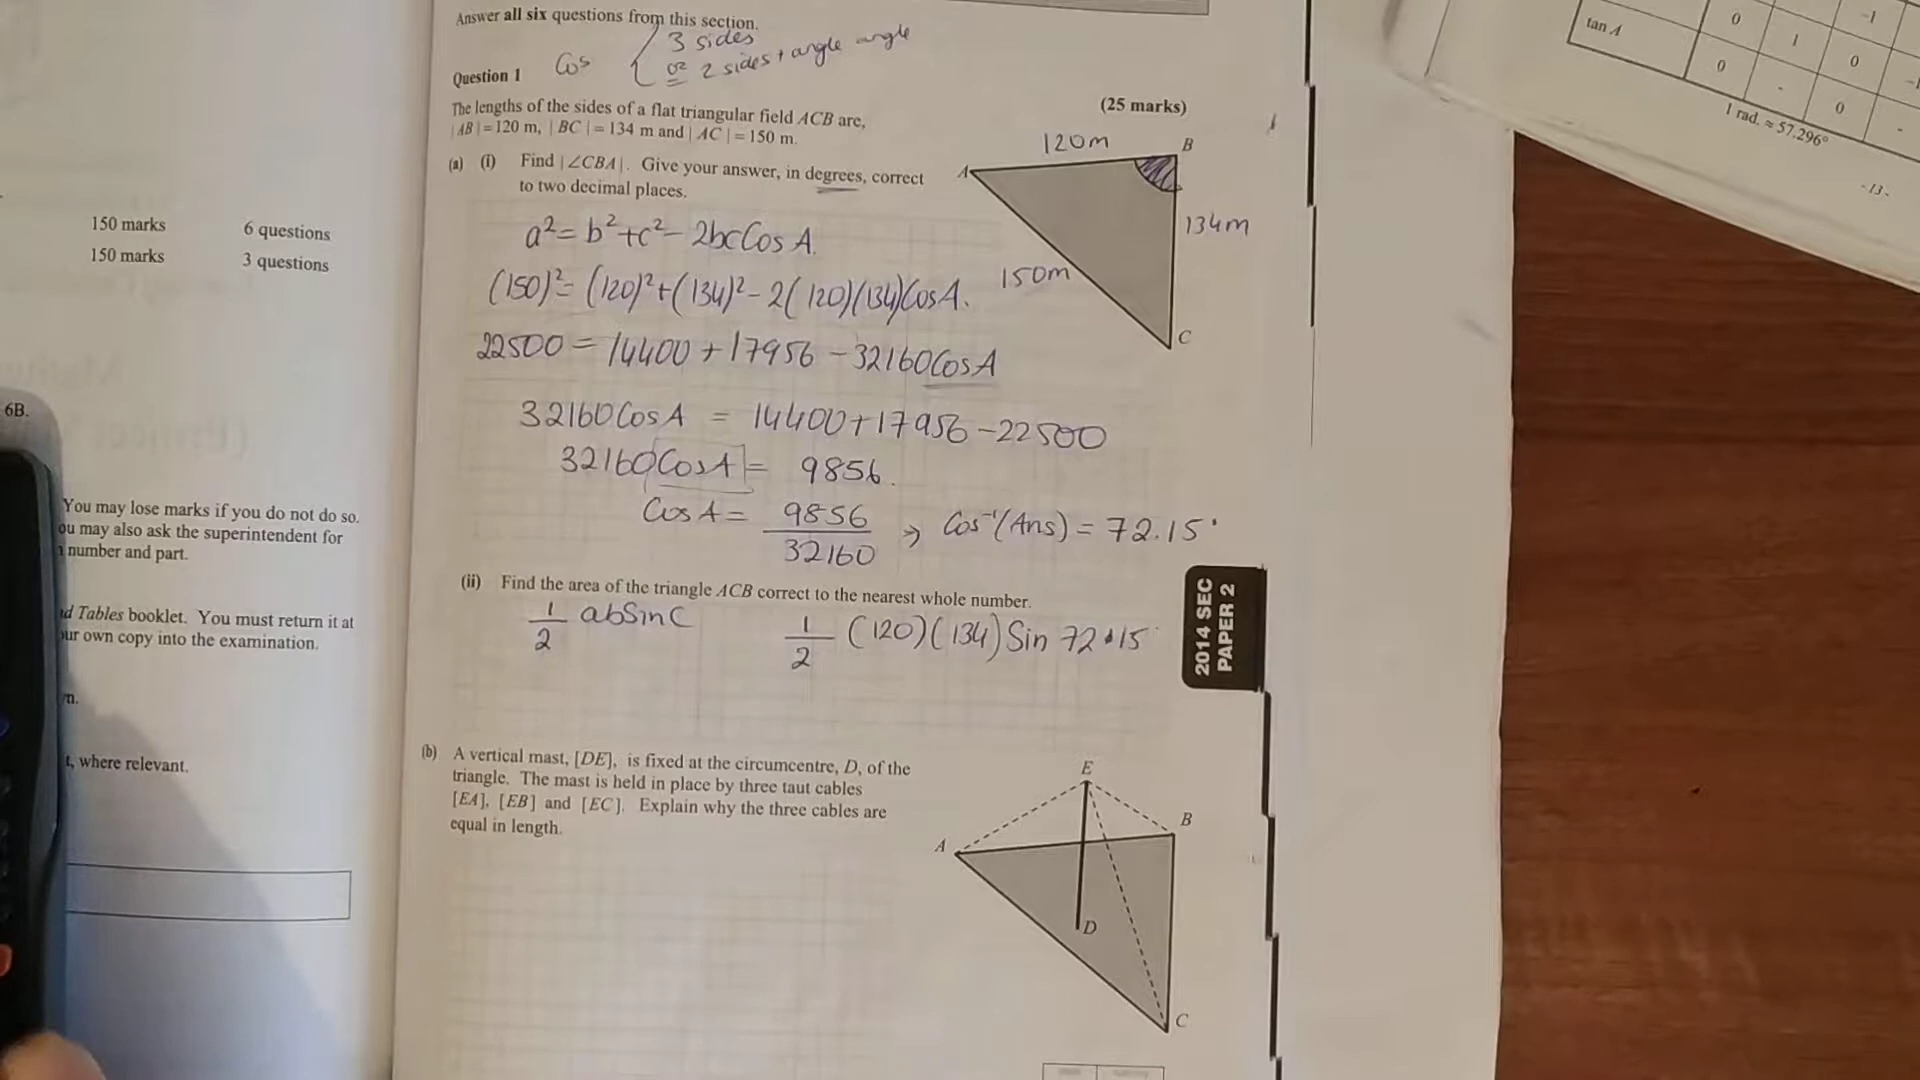 Answer all six questions from this section.
3 sides
Cos
or 2 sides + angle angle
Question 1
(25 marks)
The lengths of the sides of a flat triangular field ACB are,
|AB| = 120 m, |BC| = 134 m and |AC| = 150 m.
(a) (i) Find |∠CBA|. Give your answer, in degrees, correct
to two decimal places.
120m
B
A
134m
150m
C
a² = b² + c² - 2bc Cos A.
(150)² = (120)² + (134)² - 2(120)(134) Cos A.
22500 = 14400 + 17956 - 32160 Cos A
32160 Cos A = 14400 + 17956 - 22500
32160 Cos A = 9856.
Cos A = 9856 / 32160 → Cos⁻¹(Ans) = 72.15°
(ii) Find the area of the triangle ACB correct to the nearest whole number.
1/2 ab Sin C
1/2 (120)(134) Sin 72.15
2014 SEC
PAPER 2
(b) A vertical mast, [DE], is fixed at the circumcentre, D, of the
triangle. The mast is held in place by three taut cables
[EA], [EB] and [EC]. Explain why the three cables are
equal in length.
E
B
A
D
C
150 marks 6 questions
150 marks 3 questions
6B.
You may lose marks if you do not do so.
ou may also ask the superintendent for
number and part.
d Tables booklet. You must return it at
ur own copy into the examination.
n.
t, where relevant.
tan A
0
1
0
-1
0
-
0
-
1 rad. ≈ 57.296°
-13-